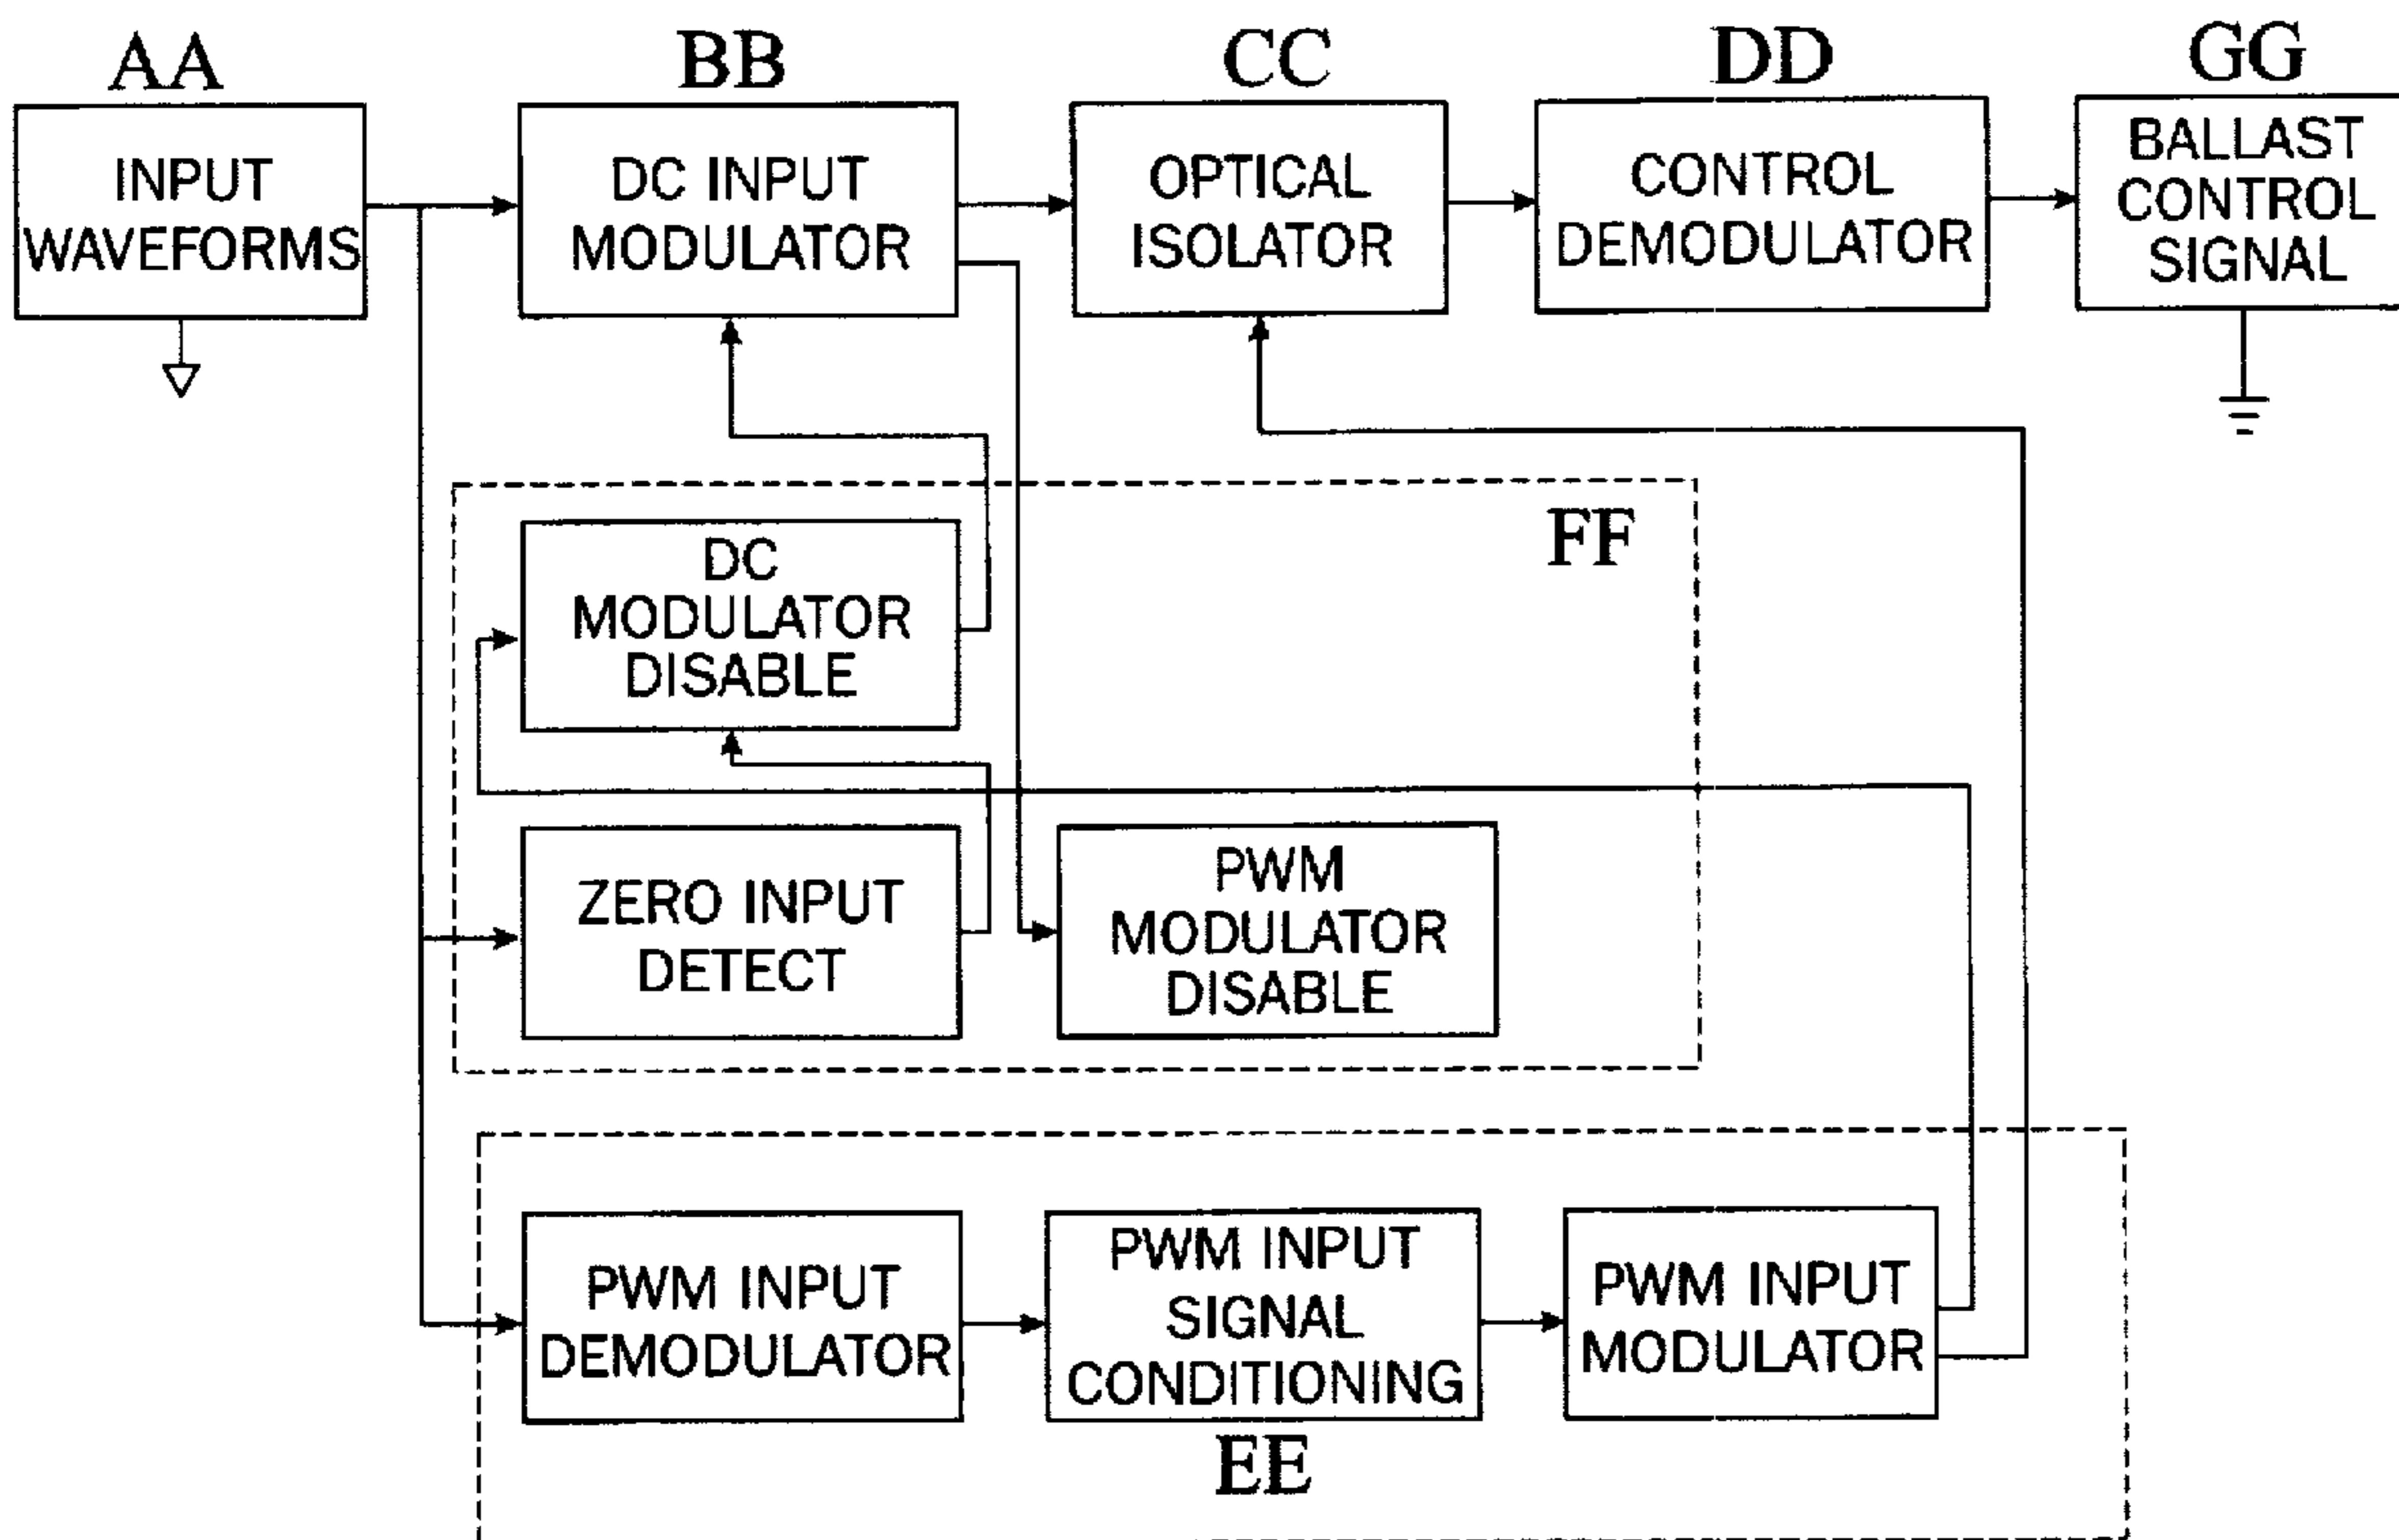 AA
INPUT
WAVEFORMS
BB
DC INPUT
MODULATOR
CC
OPTICAL
ISOLATOR
DD
CONTROL
DEMODULATOR
GG
BALLAST
CONTROL
SIGNAL
FF
DC
MODULATOR
DISABLE
ZERO INPUT
DETECT
PWM
MODULATOR
DISABLE
PWM INPUT
DEMODULATOR
PWM INPUT
SIGNAL
CONDITIONING
PWM INPUT
MODULATOR
EE